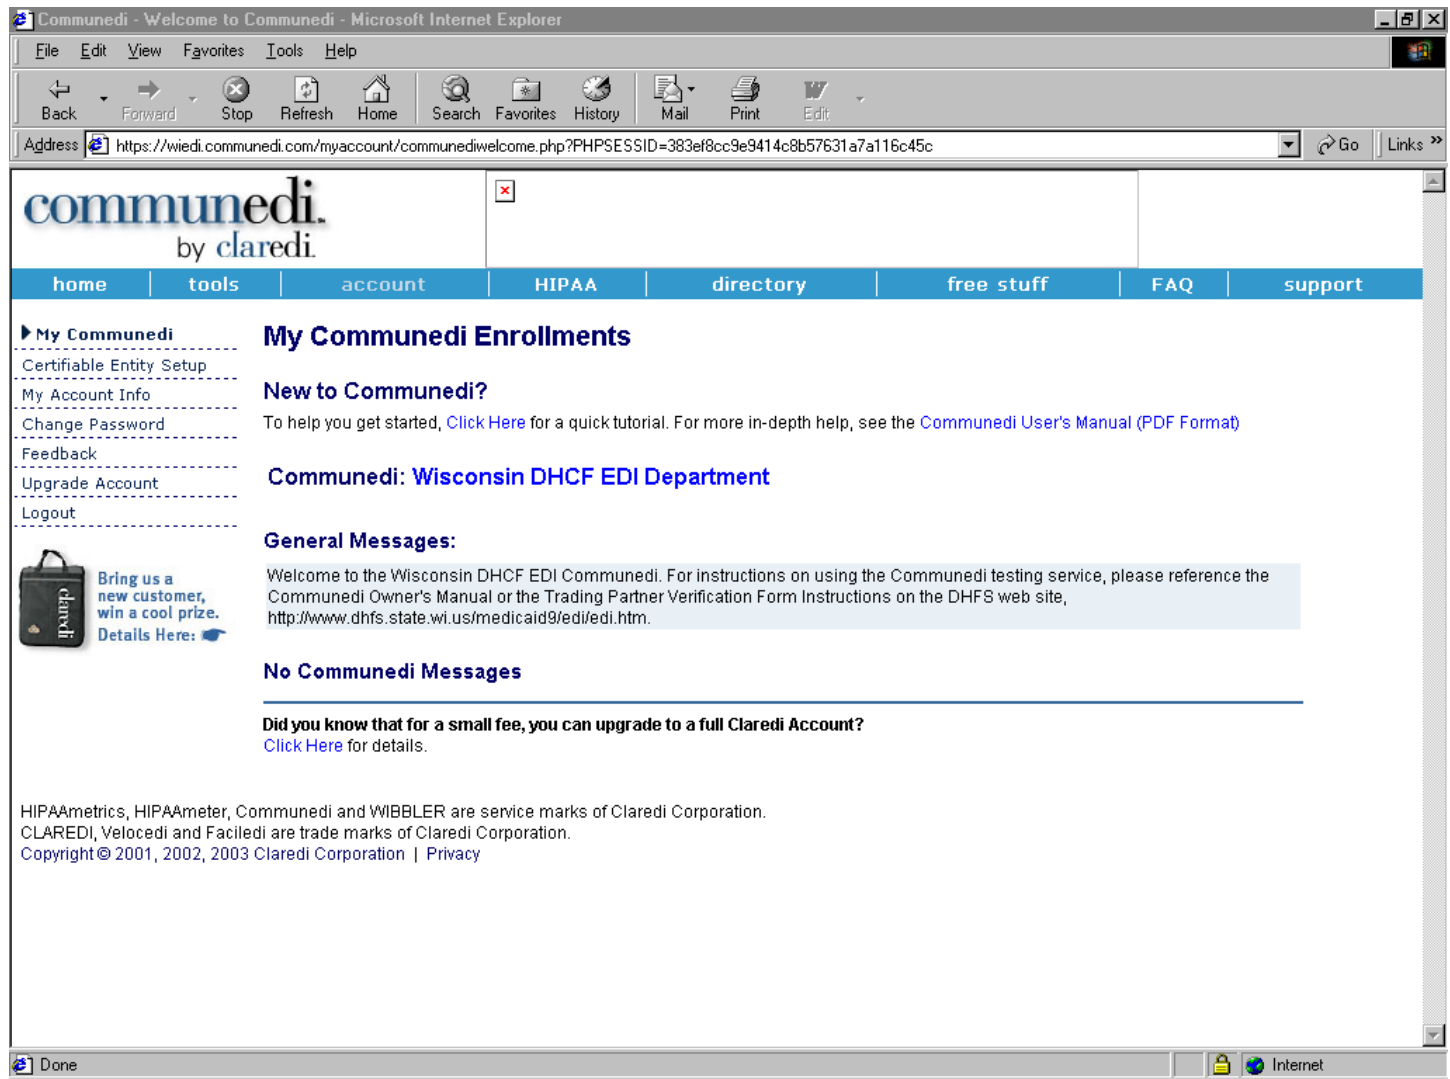 Communedi - Welcome to Communedi - Microsoft Internet Explorer
File Edit View Favorites Tools Help
Back Forward Stop Refresh Home Search Favorites History Mail Print Edit
Address https://wiedi.communedi.com/myaccount/communediwelcome.php?PHPSESSID=383ef8cc9e9414c8b57631a7a116c45c Go Links »
communedi.
by claredi.
home tools account HIPAA directory free stuff FAQ support
My Communedi
Certifiable Entity Setup
My Account Info
Change Password
Feedback
Upgrade Account
Logout
claredi
Bring us a
new customer,
win a cool prize.
Details Here:
My Communedi Enrollments
New to Communedi?
To help you get started, Click Here for a quick tutorial. For more in-depth help, see the Communedi User's Manual (PDF Format)
Communedi: Wisconsin DHCF EDI Department
General Messages:
Welcome to the Wisconsin DHCF EDI Communedi. For instructions on using the Communedi testing service, please reference the
Communedi Owner's Manual or the Trading Partner Verification Form Instructions on the DHFS web site,
http://www.dhfs.state.wi.us/medicaid9/edi/edi.htm.
No Communedi Messages
Did you know that for a small fee, you can upgrade to a full Claredi Account?
Click Here for details.
HIPAAmetrics, HIPAAmeter, Communedi and WIBBLER are service marks of Claredi Corporation.
CLAREDI, Velocedi and Faciledi are trade marks of Claredi Corporation.
Copyright © 2001, 2002, 2003 Claredi Corporation | Privacy
Done Internet